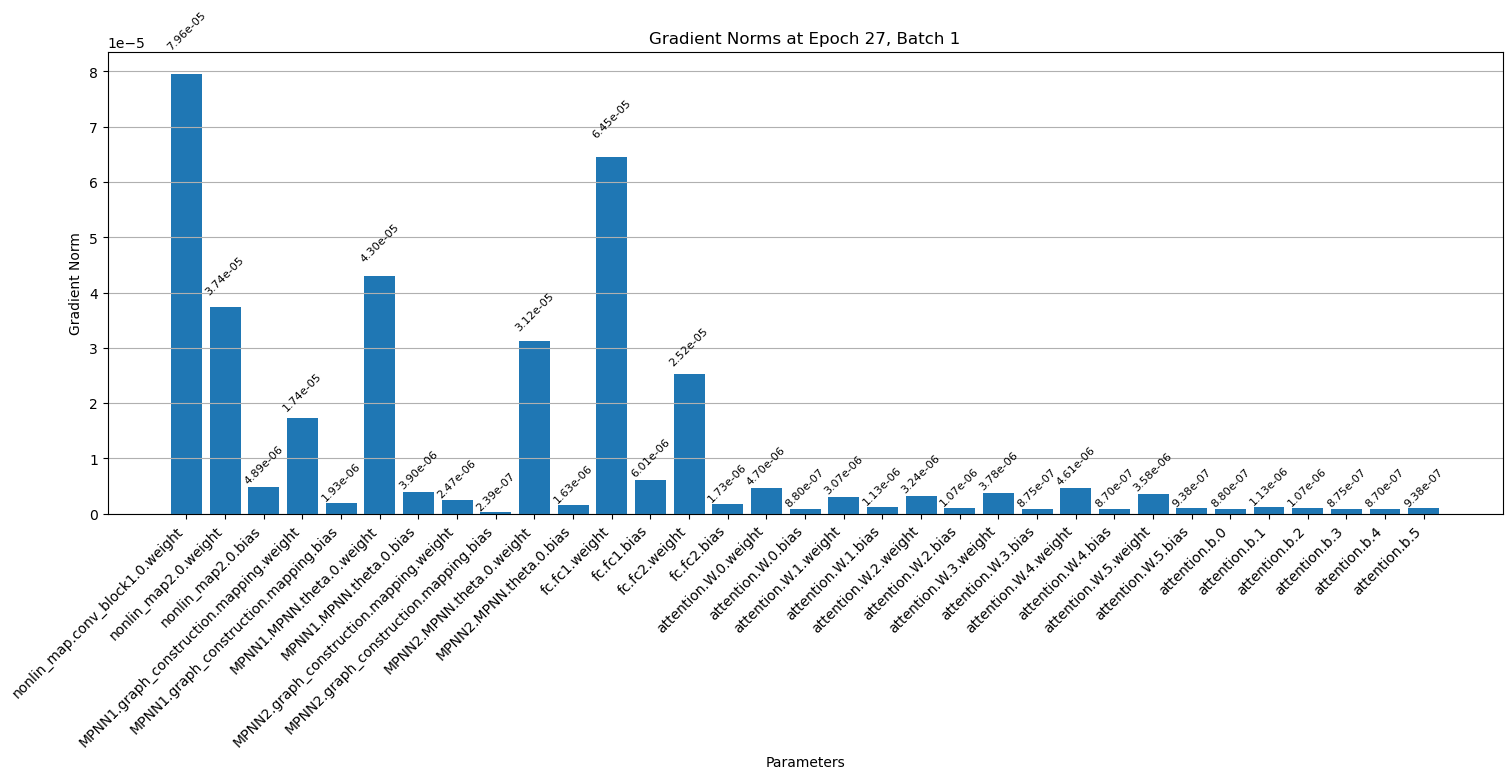 Gradient Norms at Epoch 27, Batch 1
1e−5
Gradient Norm
8
7
6
5
4
3
2
1
0
7.96e-05
3.74e-05
4.89e-06
1.74e-05
1.93e-06
4.30e-05
3.90e-06
2.47e-06
2.39e-07
3.12e-05
1.63e-06
6.45e-05
6.01e-06
2.52e-05
1.73e-06
4.70e-06
8.80e-07
3.07e-06
1.13e-06
3.24e-06
1.07e-06
3.78e-06
8.75e-07
4.61e-06
8.70e-07
3.58e-06
9.38e-07
8.80e-07
1.13e-06
1.07e-06
8.75e-07
8.70e-07
9.38e-07
nonlin_map.conv_block1.0.weight
nonlin_map2.0.weight
nonlin_map2.0.bias
MPNN1.graph_construction.mapping.weight
MPNN1.graph_construction.mapping.bias
MPNN1.MPNN.theta.0.weight
MPNN1.MPNN.theta.0.bias
MPNN2.graph_construction.mapping.weight
MPNN2.graph_construction.mapping.bias
MPNN2.MPNN.theta.0.weight
MPNN2.MPNN.theta.0.bias
fc.fc1.weight
fc.fc1.bias
fc.fc2.weight
fc.fc2.bias
attention.W.0.weight
attention.W.0.bias
attention.W.1.weight
attention.W.1.bias
attention.W.2.weight
attention.W.2.bias
attention.W.3.weight
attention.W.3.bias
attention.W.4.weight
attention.W.4.bias
attention.W.5.weight
attention.W.5.bias
attention.b.0
attention.b.1
attention.b.2
attention.b.3
attention.b.4
attention.b.5
Parameters